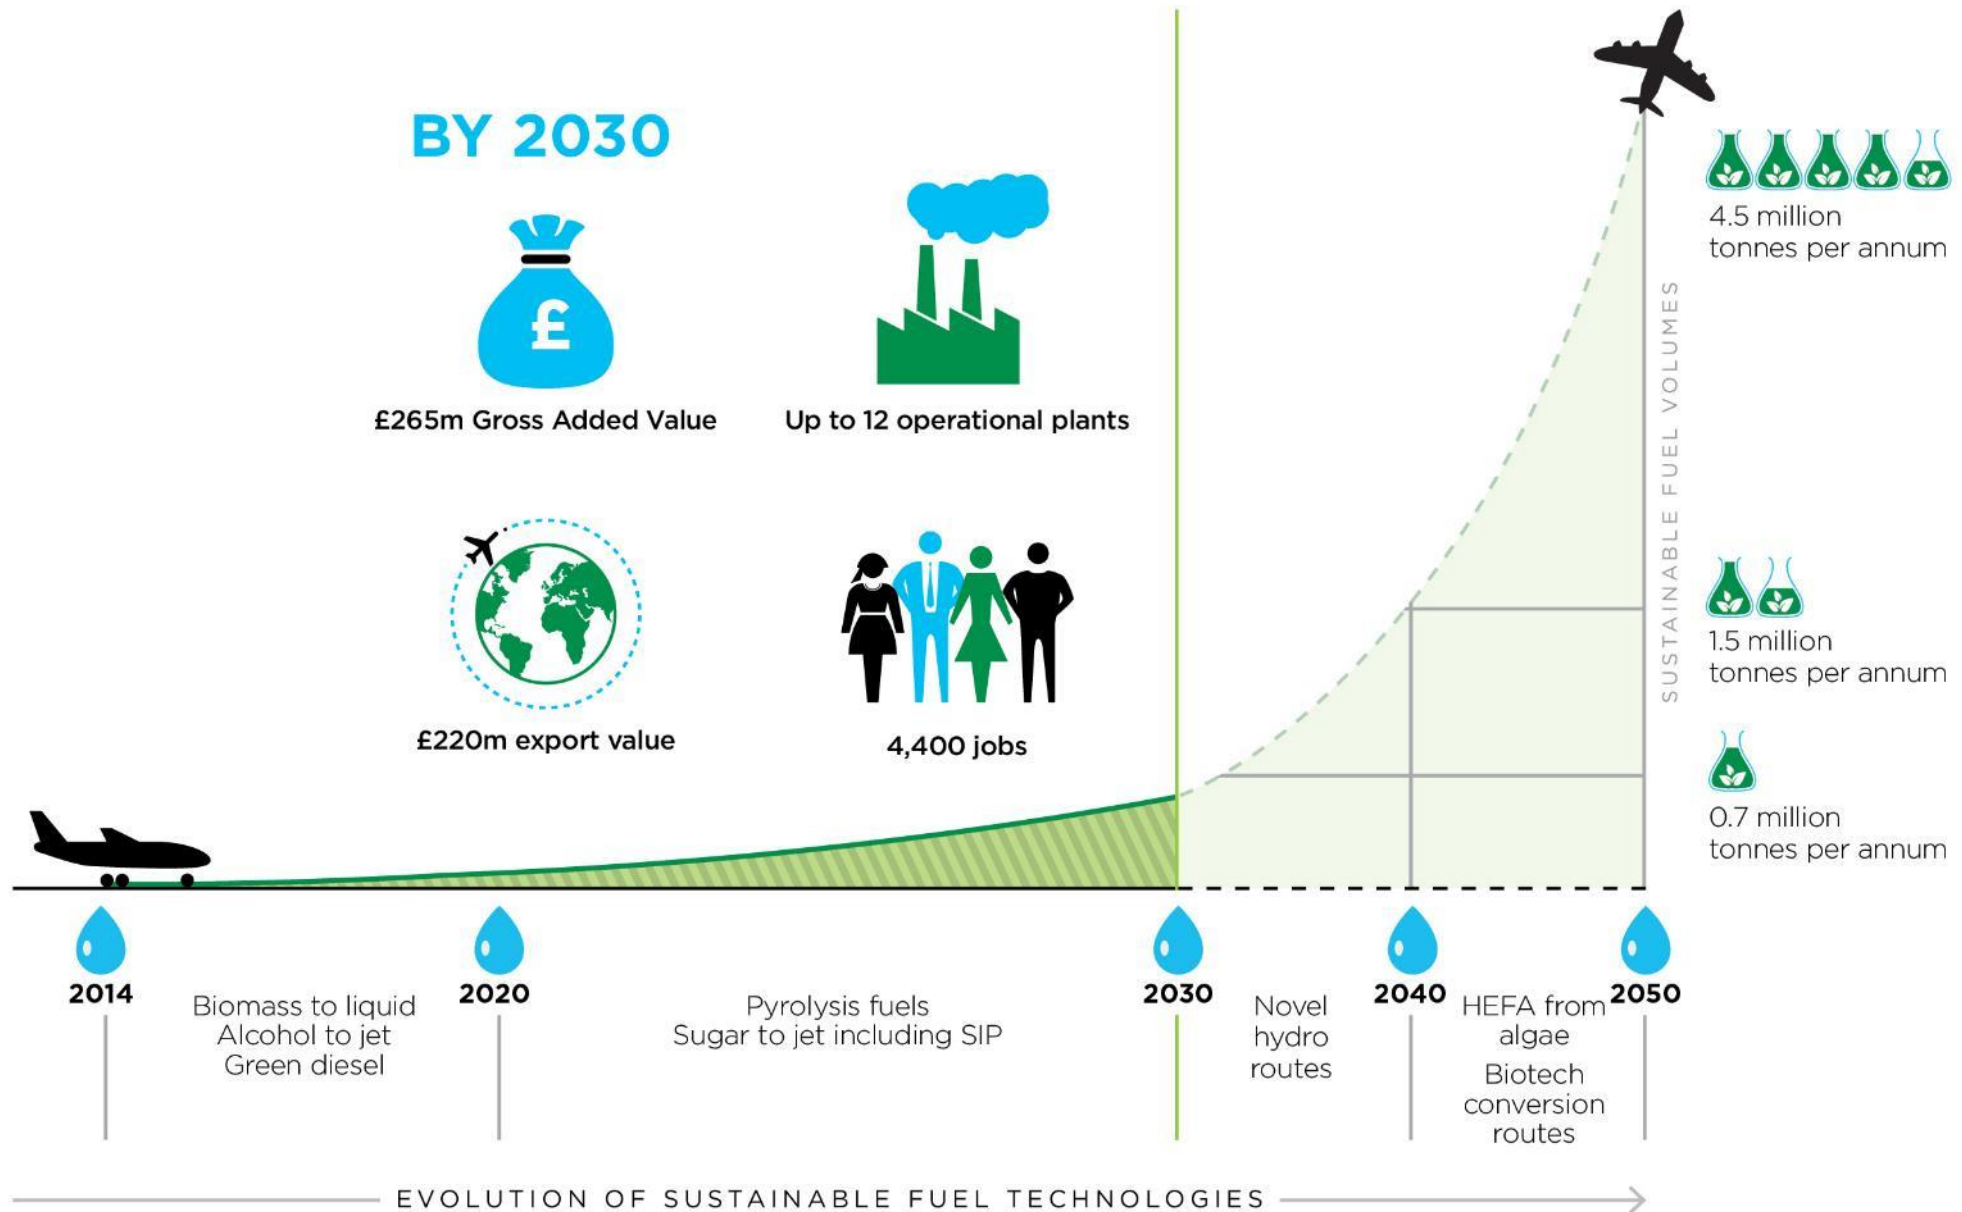 BY 2030
£
£265m Gross Added Value
Up to 12 operational plants
£220m export value
4,400 jobs
SUSTAINABLE FUEL VOLUMES
4.5 million
tonnes per annum
1.5 million
tonnes per annum
0.7 million
tonnes per annum
2014
Biomass to liquid
Alcohol to jet
Green diesel
2020
Pyrolysis fuels
Sugar to jet including SIP
2030
Novel
hydro
routes
2040
HEFA from
algae
Biotech
conversion
routes
2050
EVOLUTION OF SUSTAINABLE FUEL TECHNOLOGIES